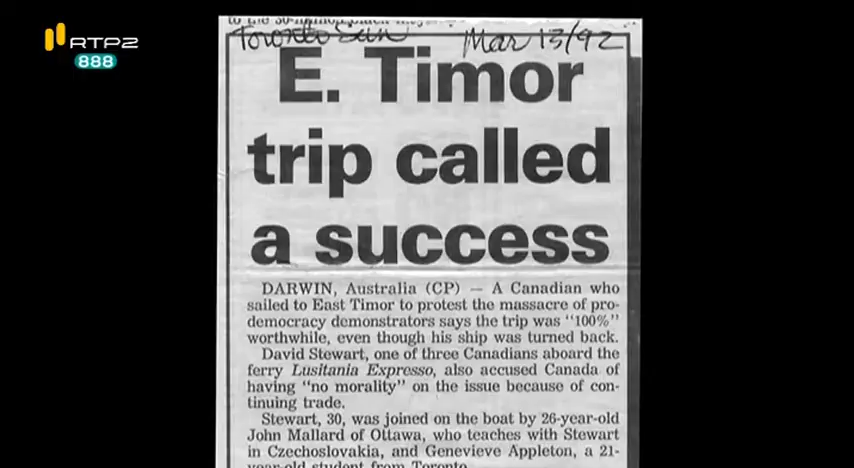 RTP2
888
Toronto Sun Mar 13/92
E. Timor
trip called
a success
DARWIN, Australia (CP) — A Canadian who
sailed to East Timor to protest the massacre of pro-
democracy demonstrators says the trip was "100%"
worthwhile, even though his ship was turned back.
David Stewart, one of three Canadians aboard the
ferry Lusitania Expresso, also accused Canada of
having "no morality" on the issue because of con-
tinuing trade.
Stewart, 30, was joined on the boat by 26-year-old
John Mallard of Ottawa, who teaches with Stewart
in Czechoslovakia, and Genevieve Appleton, a 21-
year-old student from Toronto.